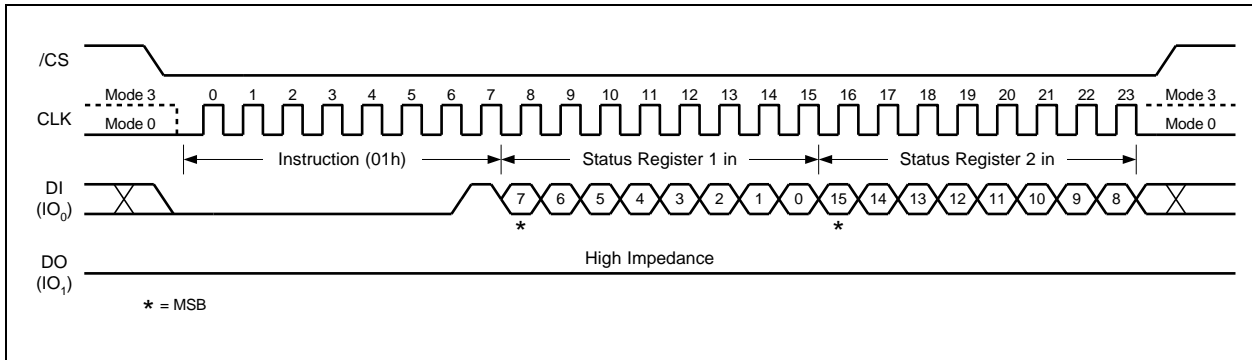 /CS
Mode 3 0 1 2 3 4 5 6 7 8 9 10 11 12 13 14 15 16 17 18 19 20 21 22 23 Mode 3
CLK
Mode 0 Mode 0
Instruction (01h) Status Register 1 in Status Register 2 in
DI
(IO0) 7 6 5 4 3 2 1 0 15 14 13 12 11 10 9 8
* *
DO High Impedance
(IO1)
* = MSB